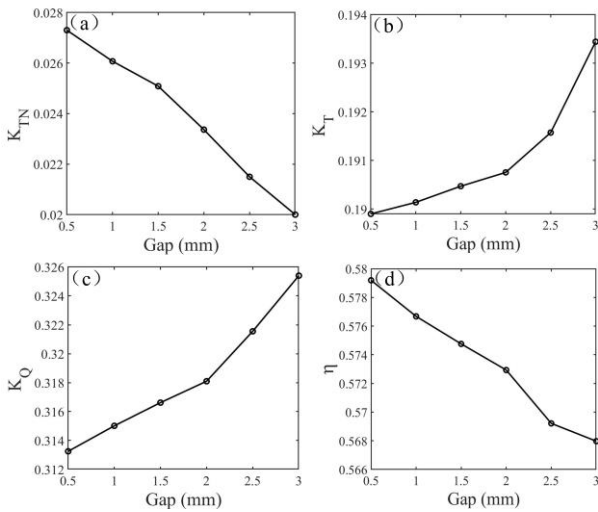 (a)
0.028
0.026
0.024
0.022
0.02
K_TN
0.5 1 1.5 2 2.5 3
Gap (mm)
(b)
0.194
0.193
0.192
0.191
0.19
K_T
0.5 1 1.5 2 2.5 3
Gap (mm)
(c)
0.326
0.324
0.322
0.32
0.318
0.316
0.314
0.312
K_Q
0.5 1 1.5 2 2.5 3
Gap (mm)
(d)
0.58
0.578
0.576
0.574
0.572
0.57
0.568
0.566
η
0.5 1 1.5 2 2.5 3
Gap (mm)